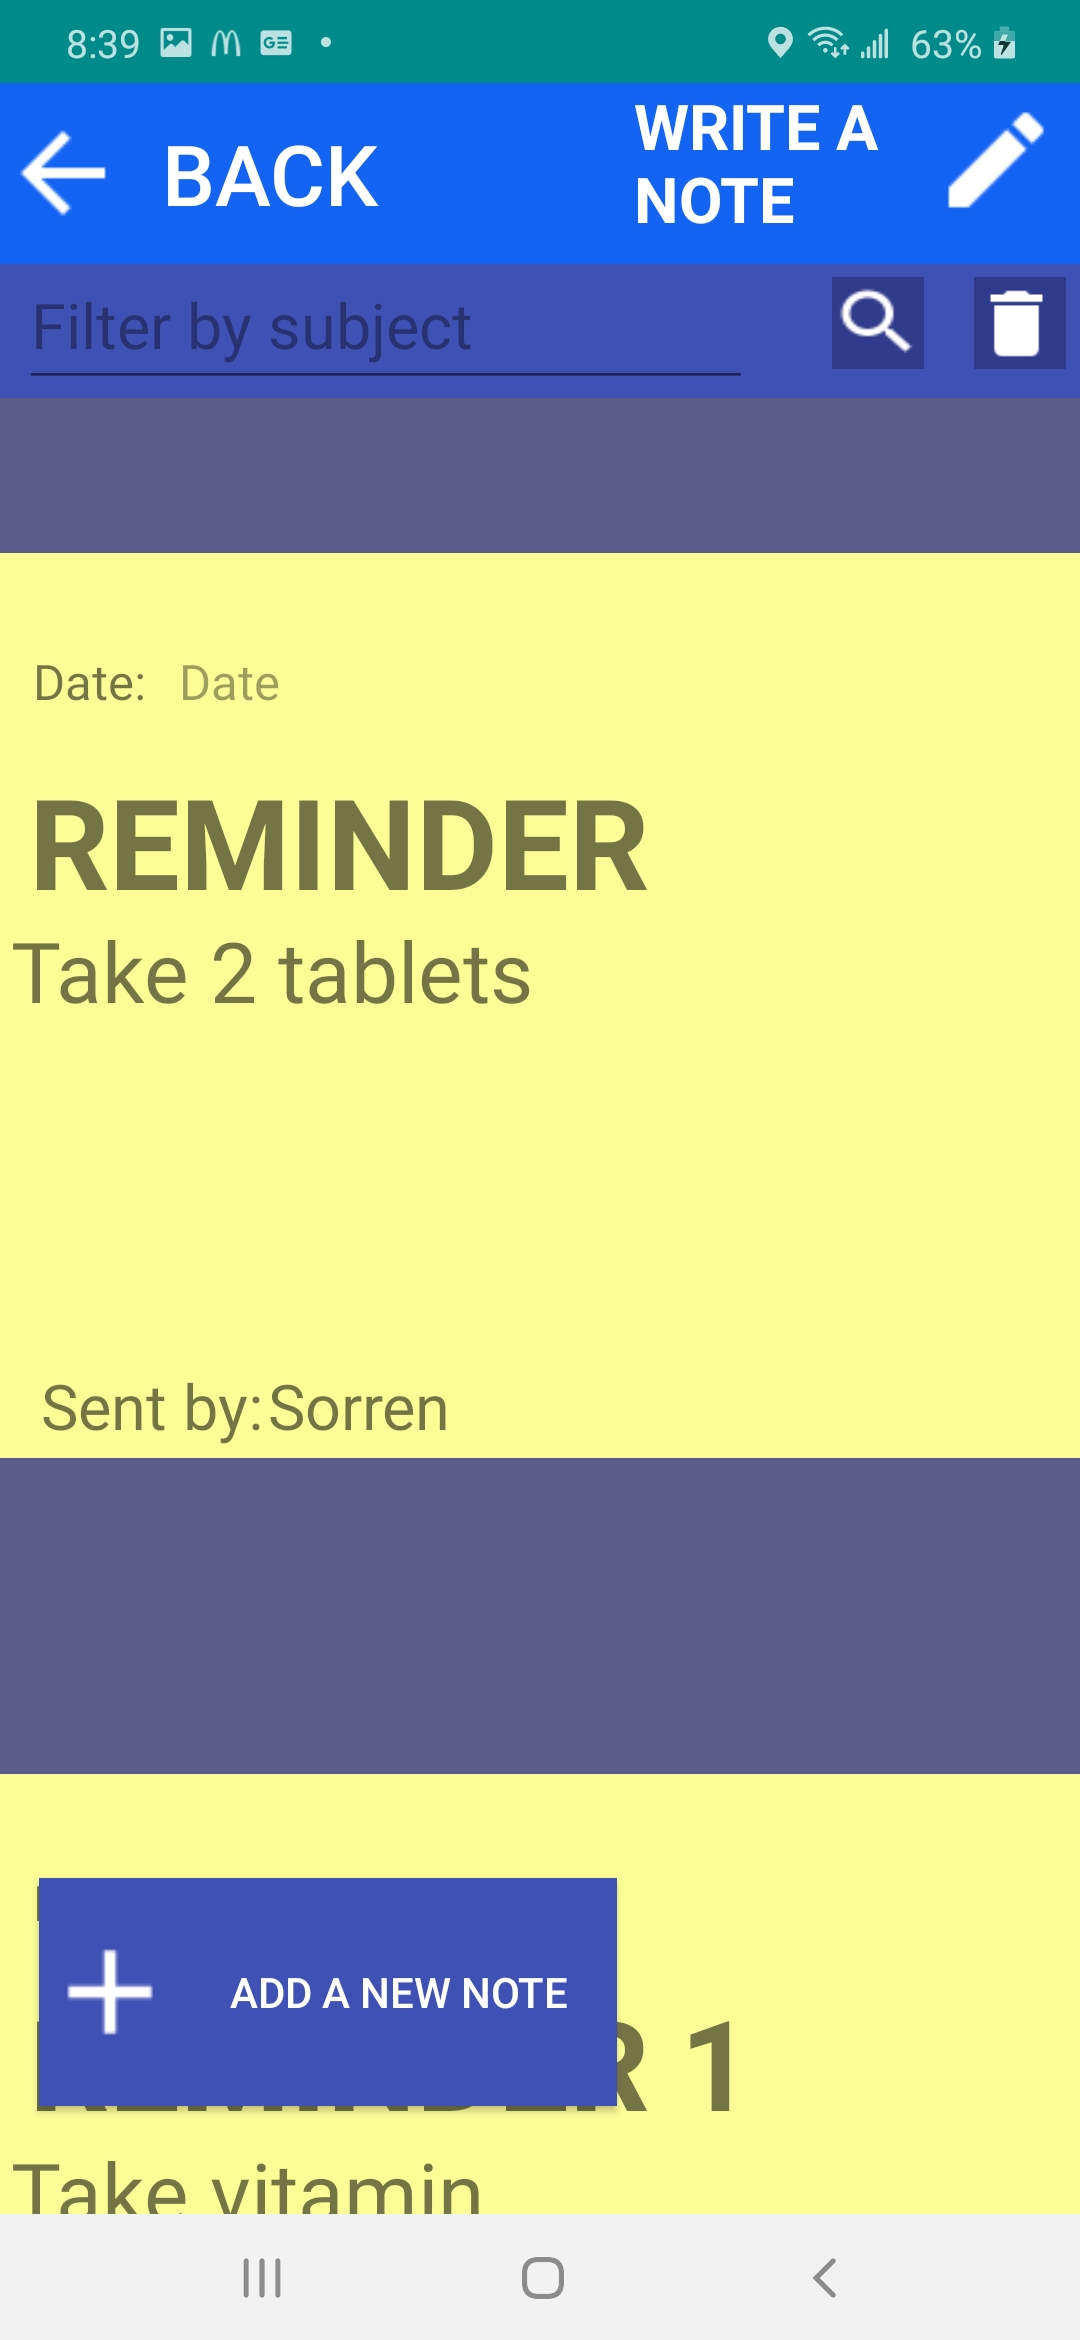 8:39
63%
BACK
WRITE A
NOTE
Filter by subject
Date: Date
REMINDER
Take 2 tablets
Sent by: Sorren
ADD A NEW NOTE
REMINDER 1
Take vitamin